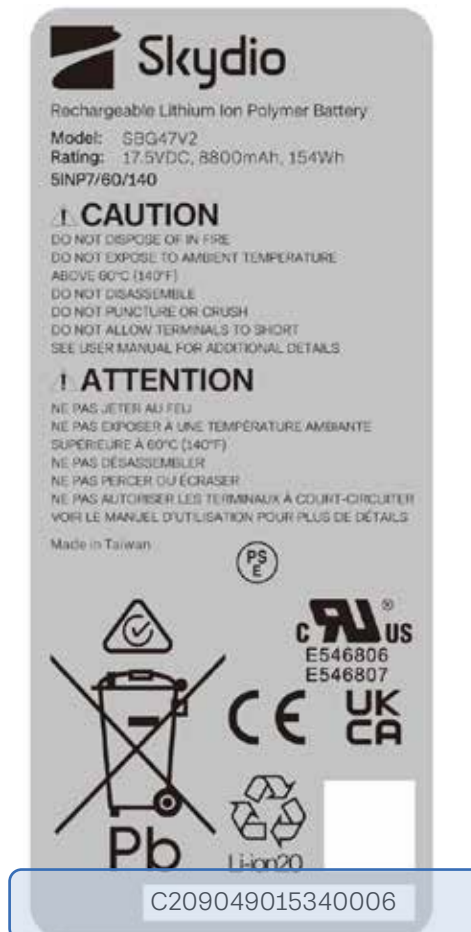 Skydio
Rechargeable Lithium Ion Polymer Battery
Model: SBG47V2
Rating: 17.5VDC, 8800mAh, 154Wh
5INP7/60/140
CAUTION
DO NOT DISPOSE OF IN FIRE
DO NOT EXPOSE TO AMBIENT TEMPERATURE
ABOVE 60°C (140°F)
DO NOT DISASSEMBLE
DO NOT PUNCTURE OR CRUSH
DO NOT ALLOW TERMINALS TO SHORT
SEE USER MANUAL FOR ADDITIONAL DETAILS
ATTENTION
NE PAS JETER AU FEU
NE PAS EXPOSER À UNE TEMPÉRATURE AMBIANTE
SUPÉRIEURE À 60°C (140°F)
NE PAS DÉSASSEMBLER
NE PAS PERCER OU ÉCRASER
NE PAS AUTORISER LES TERMINAUX À COURT-CIRCUITER
VOIR LE MANUEL D'UTILISATION POUR PLUS DE DÉTAILS
Made in Taiwan
PS
E
C RU ® US
E546806
E546807
CE
UK
CA
Pb
Li-ion20
C209049015340006